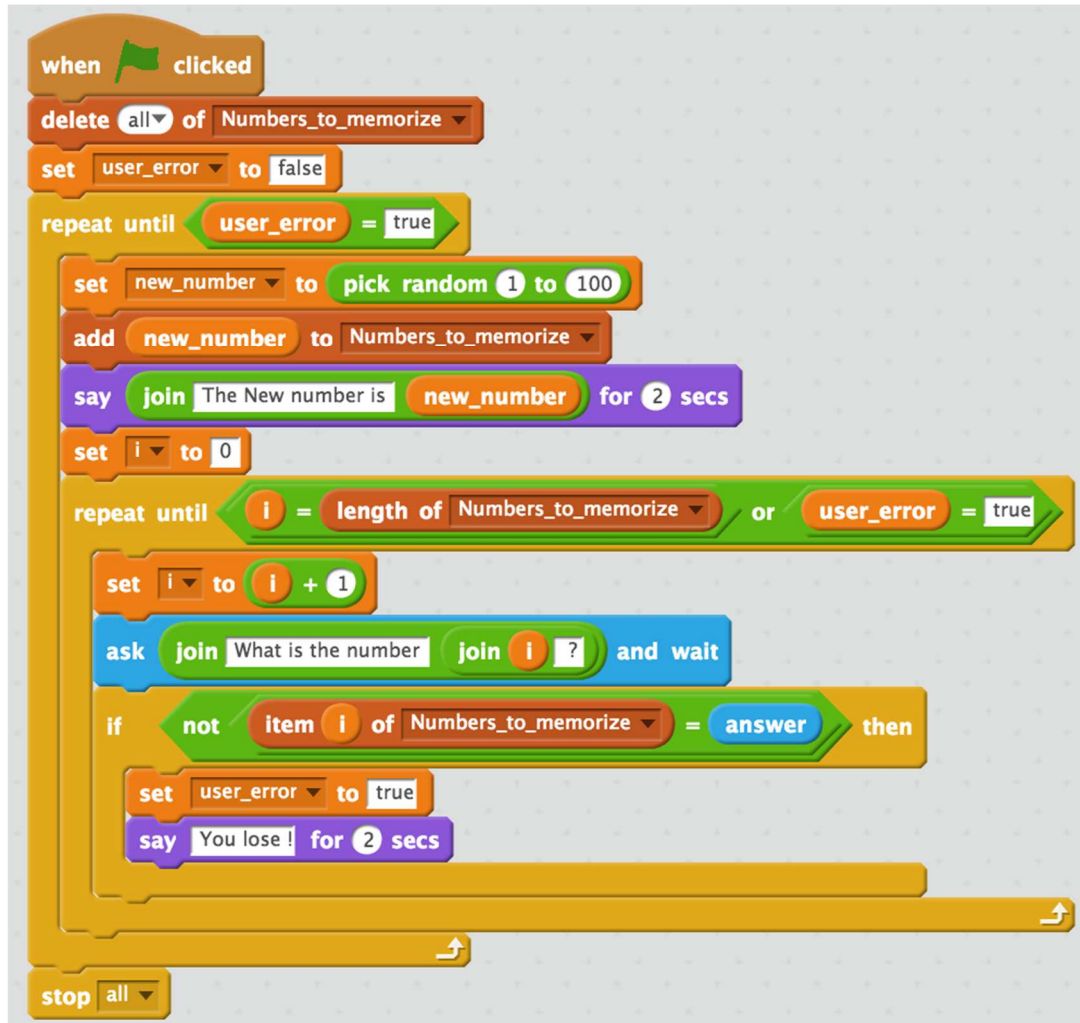 when clicked
delete all of Numbers_to_memorize
set user_error to false
repeat until user_error = true
set new_number to pick random 1 to 100
add new_number to Numbers_to_memorize
say join The New number is new_number for 2 secs
set i to 0
repeat until i = length of Numbers_to_memorize or user_error = true
set i to i + 1
ask join What is the number join i ? and wait
if not item i of Numbers_to_memorize = answer then
set user_error to true
say You lose ! for 2 secs
stop all